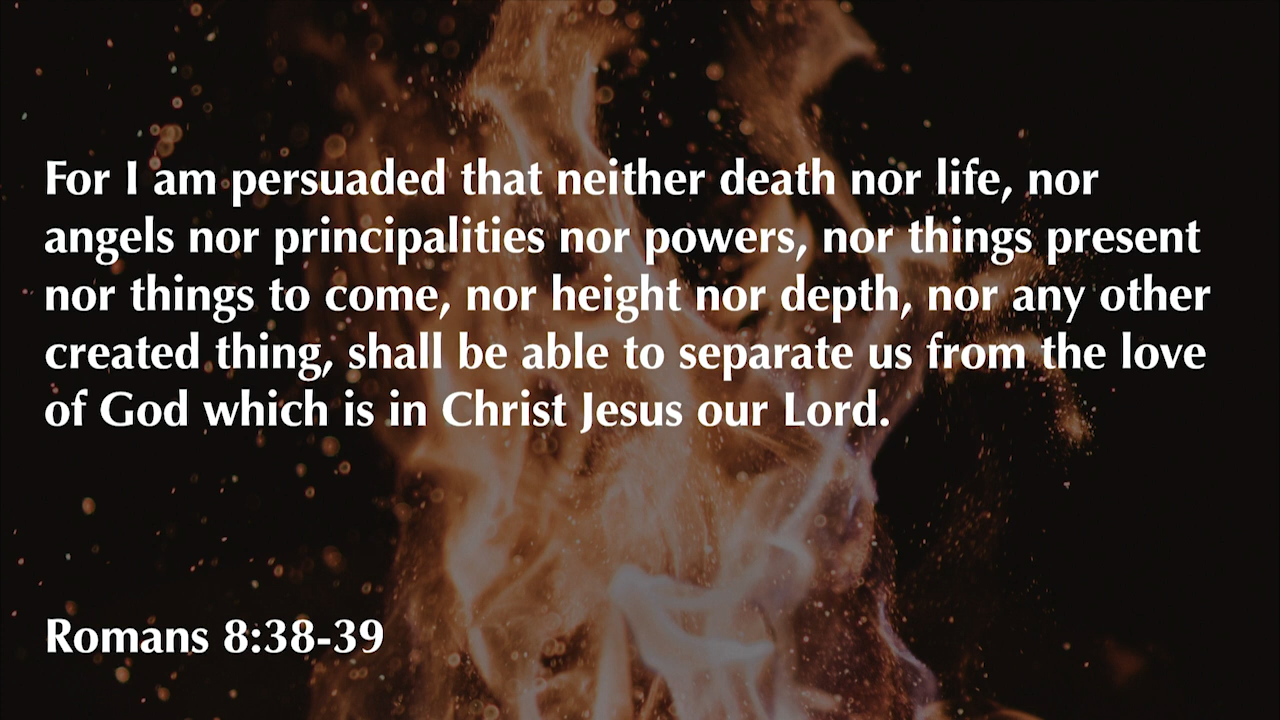 For I am persuaded that neither death nor life, nor
angels nor principalities nor powers, nor things present
nor things to come, nor height nor depth, nor any other
created thing, shall be able to separate us from the love
of God which is in Christ Jesus our Lord.
Romans 8:38-39